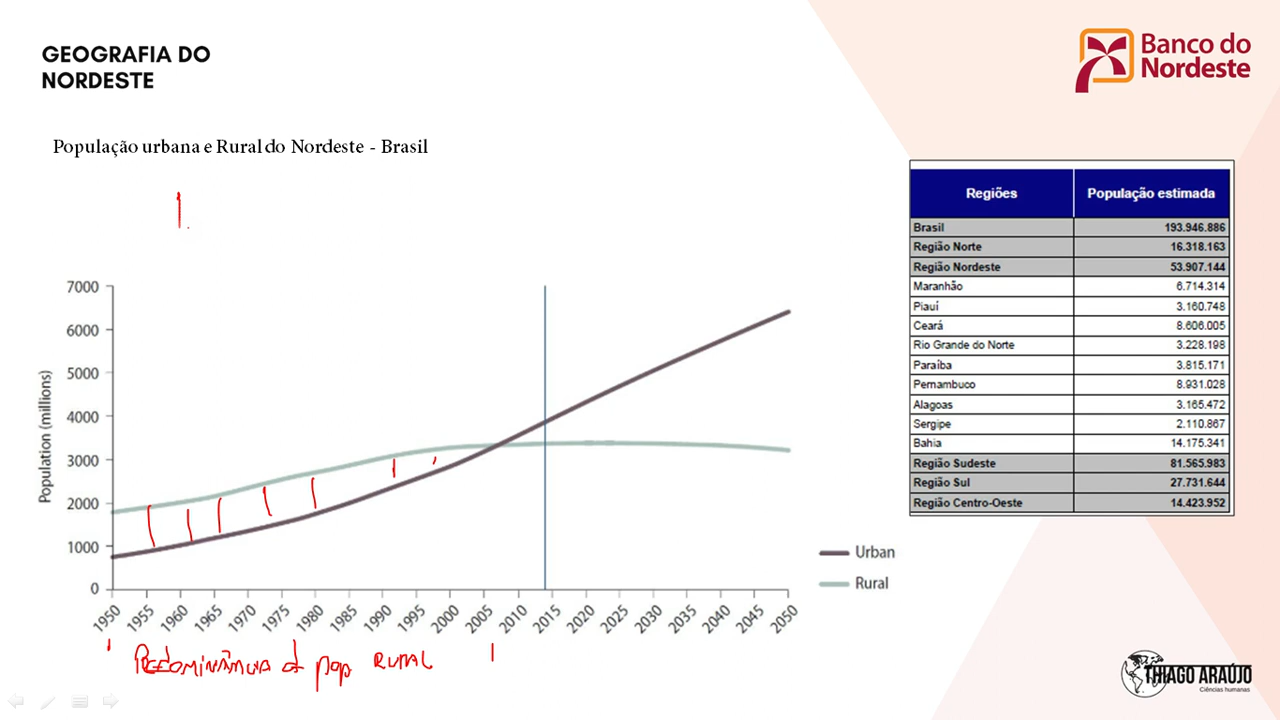 GEOGRAFIA DO
NORDESTE
Banco do
Nordeste
População urbana e Rural do Nordeste - Brasil
Regiões População estimada
Brasil 193.946.886
Região Norte 16.318.163
Região Nordeste 53.907.144
Maranhão 6.714.314
Piauí 3.160.748
Ceará 8.606.005
Rio Grande do Norte 3.228.198
Paraíba 3.815.171
Pernambuco 8.931.028
Alagoas 3.165.472
Sergipe 2.110.867
Bahia 14.175.341
Região Sudeste 81.565.983
Região Sul 27.731.644
Região Centro-Oeste 14.423.952
Population (millions)
7000
6000
5000
4000
3000
2000
1000
0
1950 1955 1960 1965 1970 1975 1980 1985 1990 1995 2000 2005 2010 2015 2020 2025 2030 2035 2040 2045 2050
Urban
Rural
PREDOMINÂNCIA d pop RURAL
THIAGO ARAÚJO
Ciências humanas